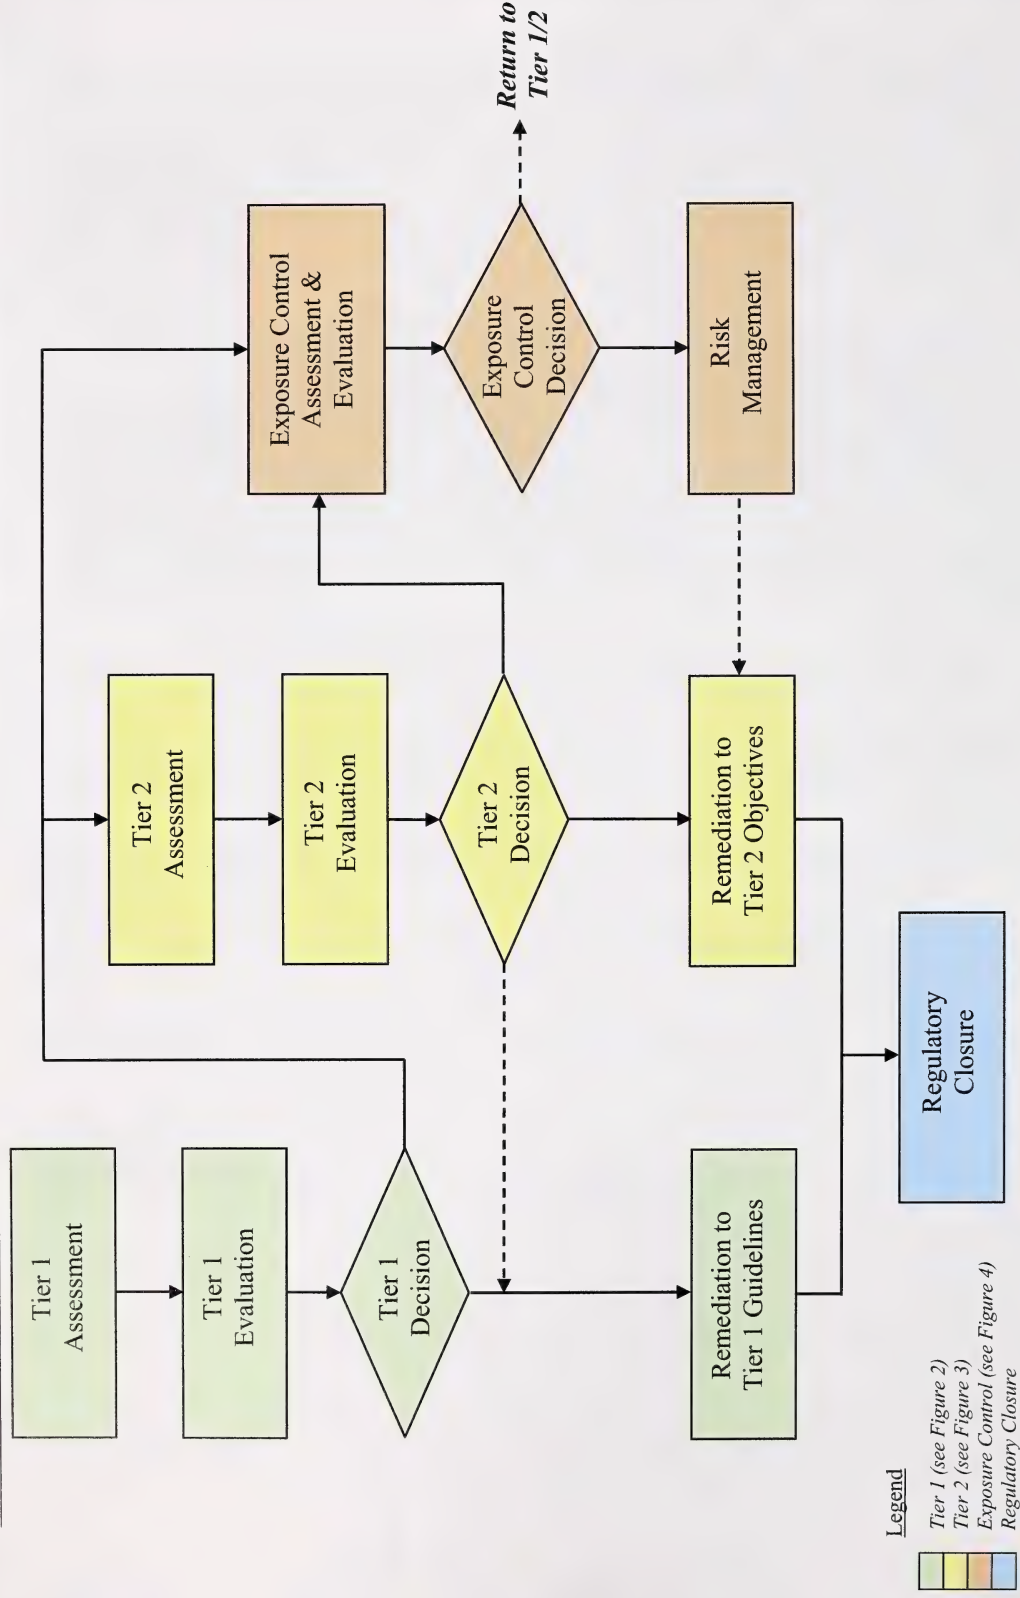 Tier 1
Assessment
Tier 1
Evaluation
Tier 1
Decision
Remediation to
Tier 1 Guidelines
Tier 2
Assessment
Tier 2
Evaluation
Tier 2
Decision
Remediation to
Tier 2 Objectives
Exposure Control
Assessment &
Evaluation
Exposure
Control
Decision
Return to
Tier 1/2
Risk
Management
Regulatory
Closure
Legend
Tier 1 (see Figure 2)
Tier 2 (see Figure 3)
Exposure Control (see Figure 4)
Regulatory Closure